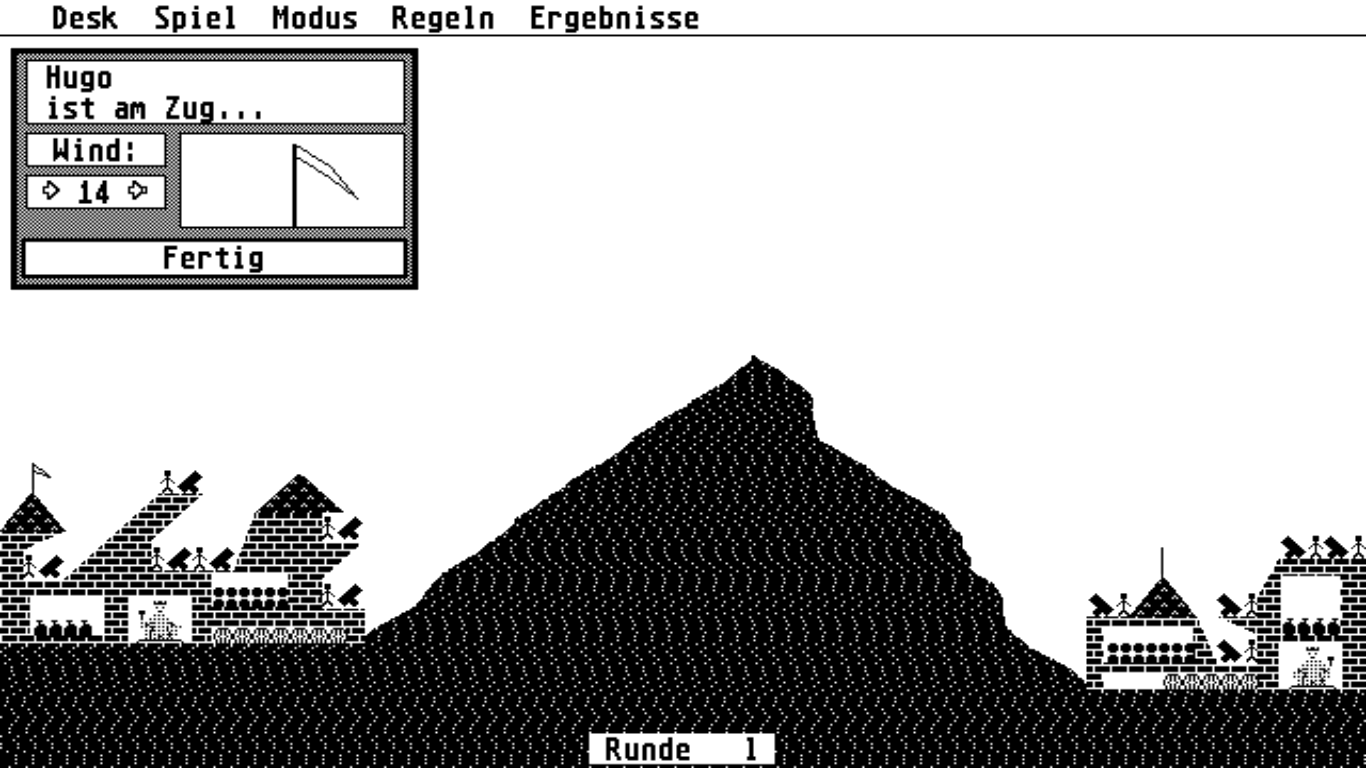 Desk Spiel Modus Regeln Ergebnisse
Hugo
ist am Zug...
Wind:
14
Fertig
Runde 1